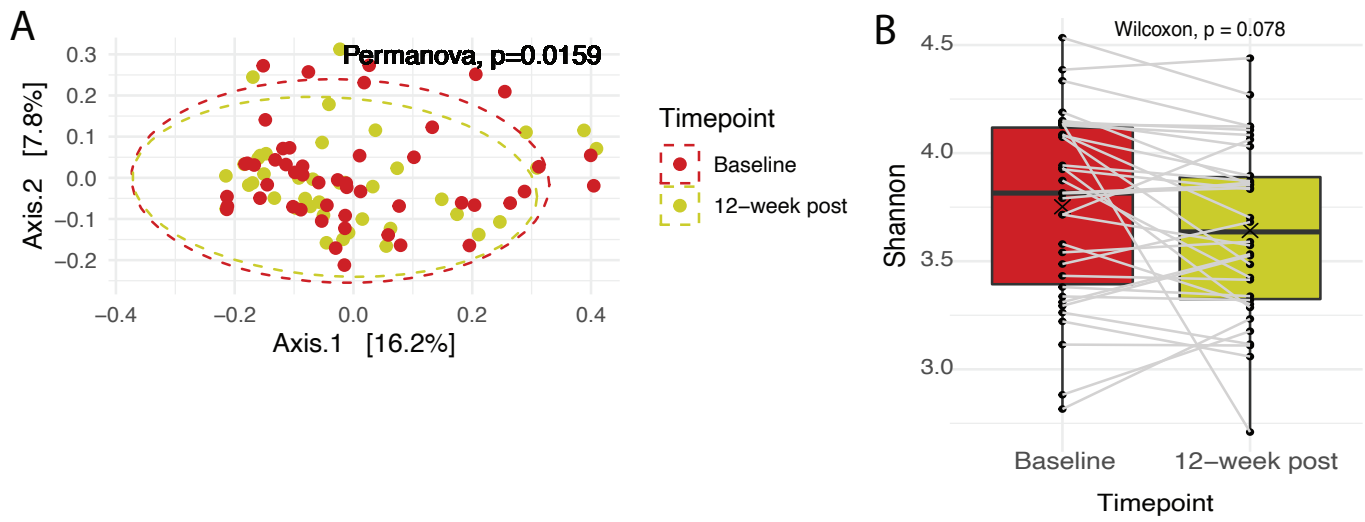 A
Permanova, p=0.0159
0.3
0.2
0.1
0.0
−0.1
−0.2
Axis.2 [7.8%]
−0.4
−0.2
0.0
0.2
0.4
Axis.1 [16.2%]
Timepoint
Baseline
12−week post
B
Wilcoxon, p = 0.078
4.5
4.0
3.5
3.0
Shannon
Baseline
12−week post
Timepoint